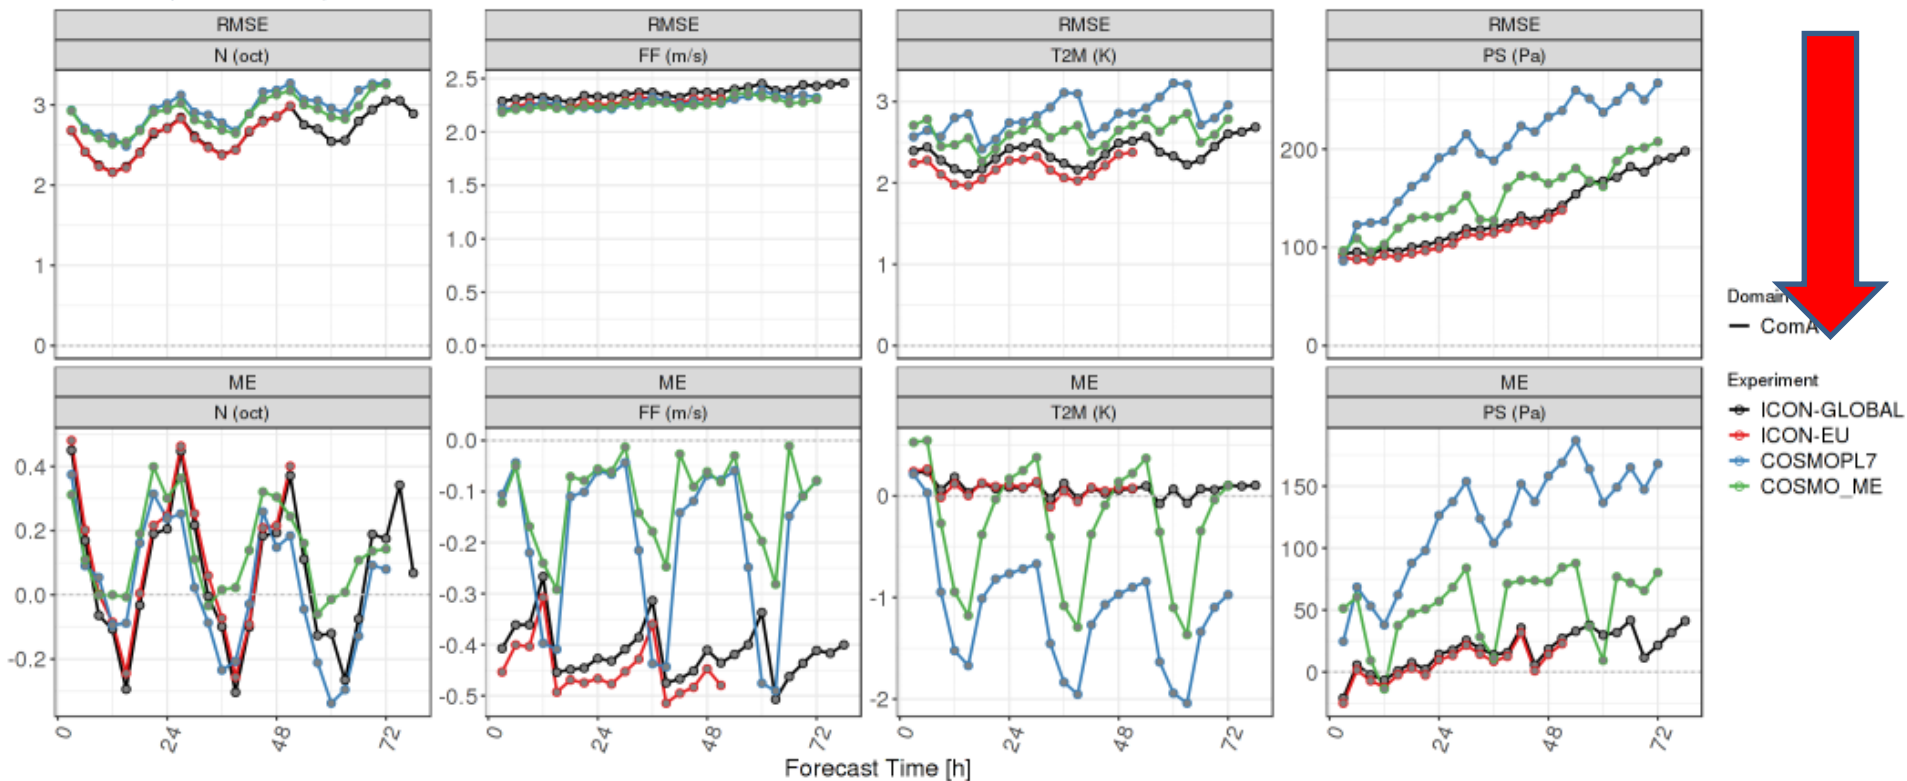 RMSE
RMSE
RMSE
RMSE
N (oct)
FF (m/s)
T2M (K)
PS (Pa)
3
2
1
0
2.5
2.0
1.5
1.0
0.5
0.0
3
2
1
0
200
100
0
Domain
ComA
ME
ME
ME
ME
N (oct)
FF (m/s)
T2M (K)
PS (Pa)
0.4
0.2
0.0
-0.2
0.0
-0.1
-0.2
-0.3
-0.4
-0.5
0
-1
-2
150
100
50
0
Experiment
ICON-GLOBAL
ICON-EU
COSMOPL7
COSMO_ME
0
24
48
72
0
24
48
72
0
24
48
72
0
24
48
72
Forecast Time [h]